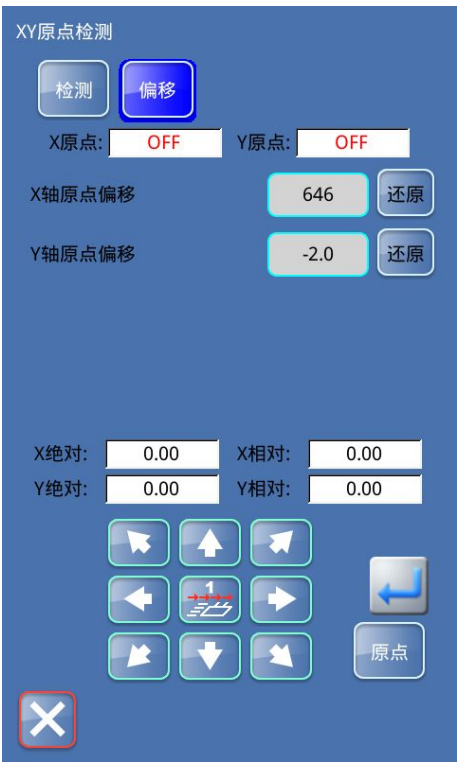 XY原点检测
检测 偏移
X原点: OFF Y原点: OFF
X轴原点偏移 646 还原
Y轴原点偏移 -2.0 还原
X绝对: 0.00 X相对: 0.00
Y绝对: 0.00 Y相对: 0.00
1
原点